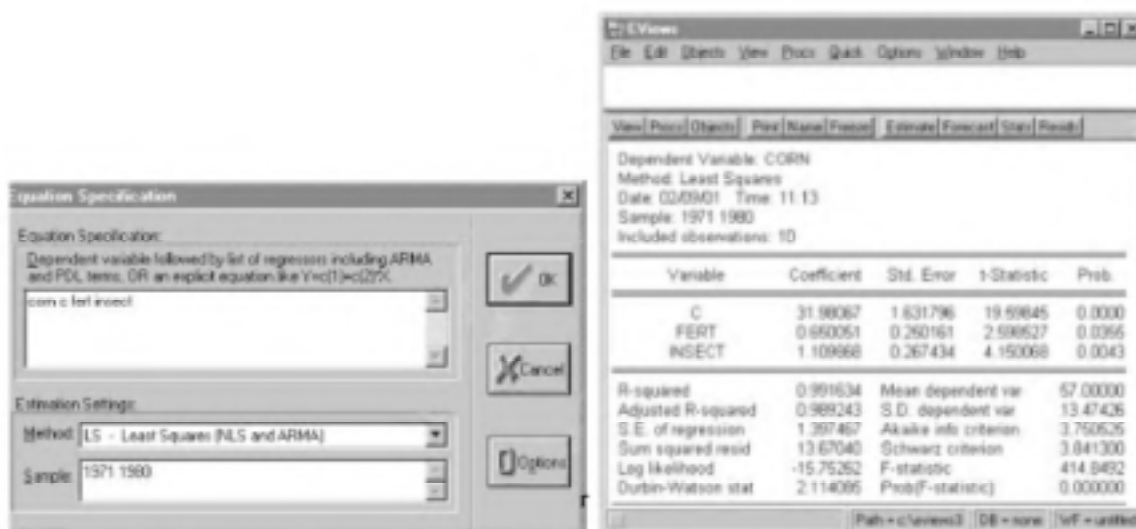 Equation Specification
Equation Specification:
Dependent variable followed by list of regressors including ARMA
and PDL terms, OR an explicit equation like Y=c(1)+c(2)*X.
corn c fert insect
OK
Cancel
Options
Estimation Settings:
Method: LS - Least Squares (NLS and ARMA)
Sample: 1971 1980
EViews
File Edit Objects View Procs Quick Options Window Help
View Procs Objects Print Name Freeze Estimate Forecast Stats Resids
Dependent Variable: CORN
Method: Least Squares
Date: 02/09/01 Time: 11:13
Sample: 1971 1980
Included observations: 10
Variable Coefficient Std. Error t-Statistic Prob.
C 31.98067 1.631796 19.59845 0.0000
FERT 0.650051 0.250161 2.598527 0.0355
INSECT 1.109868 0.267434 4.150068 0.0043
R-squared 0.991634 Mean dependent var 57.00000
Adjusted R-squared 0.989243 S.D. dependent var 13.47426
S.E. of regression 1.397467 Akaike info criterion 3.750525
Sum squared resid 13.67040 Schwarz criterion 3.841300
Log likelihood -15.75262 F-statistic 414.8492
Durbin-Watson stat 2.114085 Prob(F-statistic) 0.000000
Path = c:\eviews3 DB = none WF = untitled